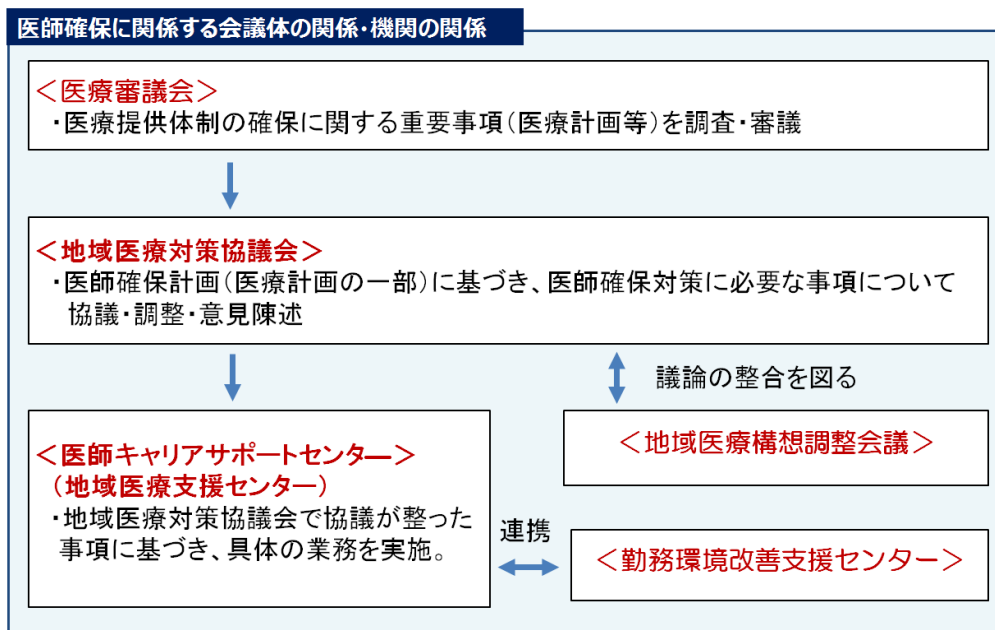 医師確保に関係する会議体の関係・機関の関係
＜医療審議会＞
・医療提供体制の確保に関する重要事項（医療計画等）を調査・審議
＜地域医療対策協議会＞
・医師確保計画（医療計画の一部）に基づき、医師確保対策に必要な事項について
協議・調整・意見陳述
議論の整合を図る
＜医師キャリアサポートセンター＞
（地域医療支援センター）
・地域医療対策協議会で協議が整った
事項に基づき、具体の業務を実施。
＜地域医療構想調整会議＞
連携
＜勤務環境改善支援センター＞